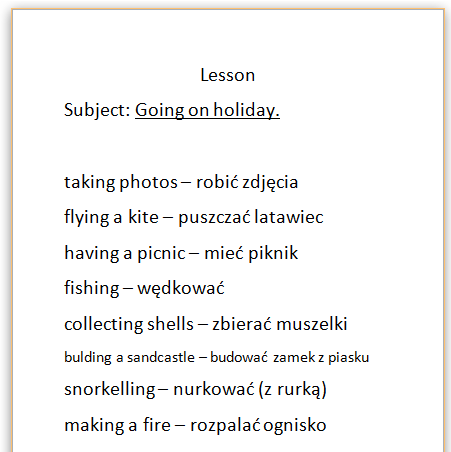 Lesson
Subject: Going on holiday.
taking photos – robić zdjęcia
flying a kite – puszczać latawiec
having a picnic – mieć piknik
fishing – wędkować
collecting shells – zbierać muszelki
bulding a sandcastle – budować zamek z piasku
snorkelling – nurkować (z rurką)
making a fire – rozpalać ognisko